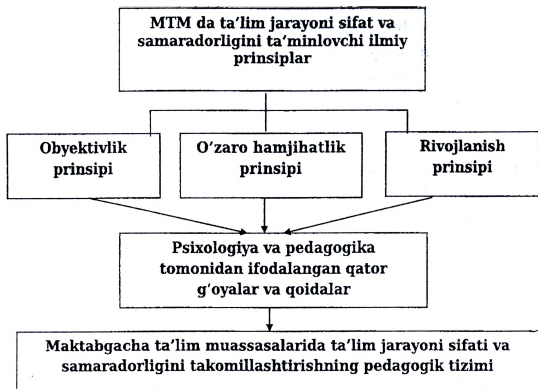 MTM da ta’lim jarayoni sifat va
samaradorligini ta’minlovchi ilmiy
prinsiplar
Obyektivlik
prinsipi
O’zaro hamjihatlik
prinsipi
Rivojlanish
prinsipi
Psixologiya va pedagogika
tomonidan ifodalangan qator
g‘oyalar va qoidalar
Maktabgacha ta’lim muassasalarida ta’lim jarayoni sifati va
samaradorligini takomillashtirishning pedagogik tizimi